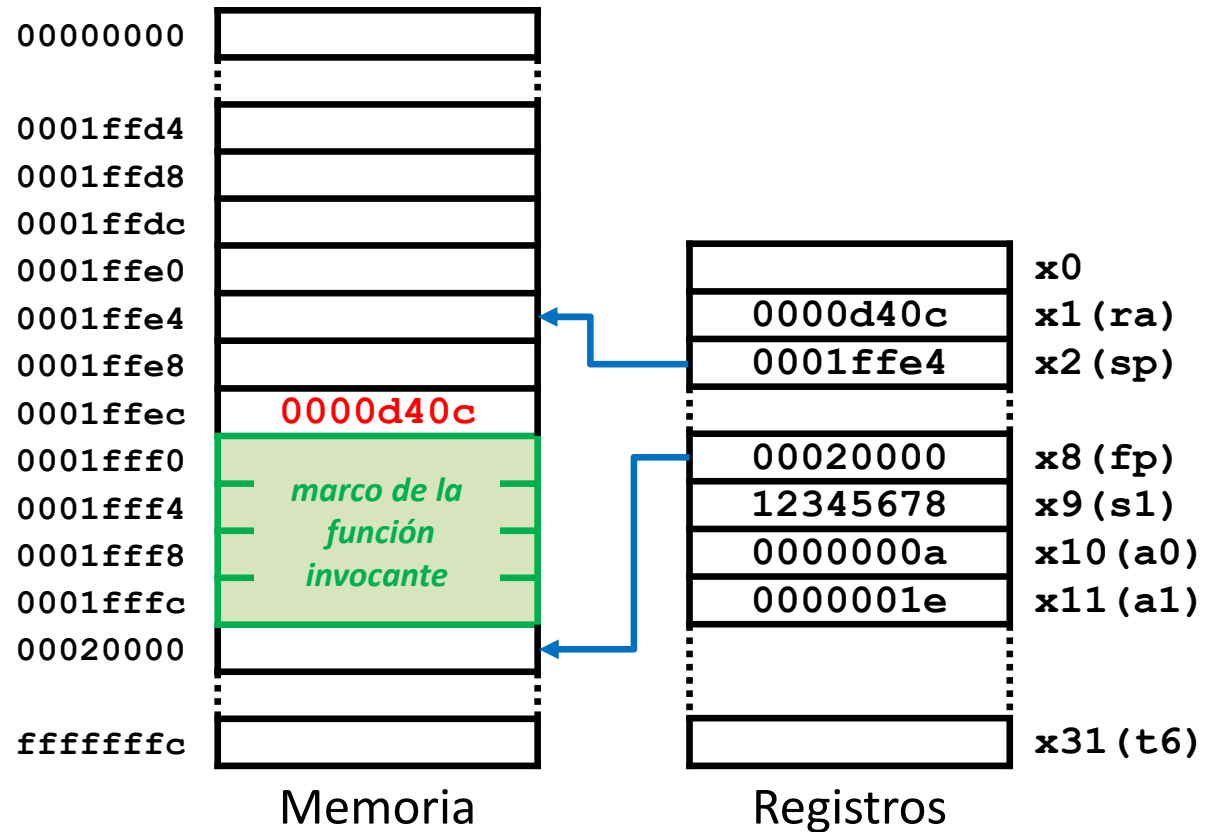 00000000
0001ffd4
0001ffd8
0001ffdc
0001ffe0
0001ffe4
0001ffe8
0001ffec 0000d40c
0001fff0
0001fff4
0001fff8
0001fffc
marco de la
función
invocante
00020000
fffffffc
Memoria
x0
0000d40c x1(ra)
0001ffe4 x2(sp)
00020000 x8(fp)
12345678 x9(s1)
0000000a x10(a0)
0000001e x11(a1)
x31(t6)
Registros